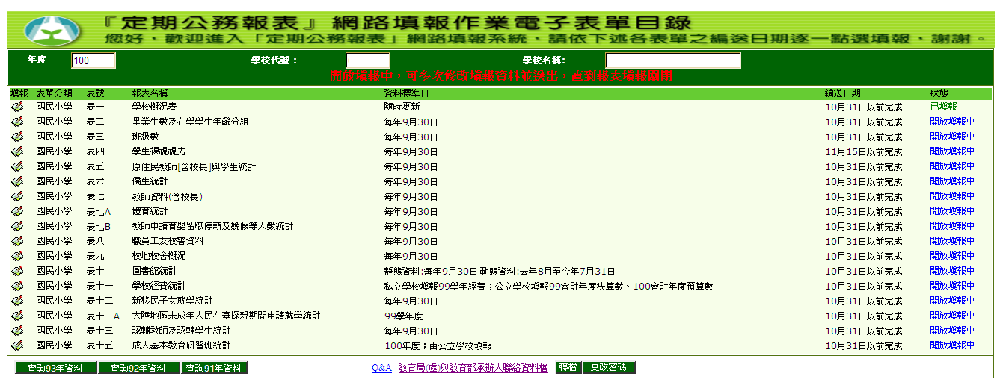 『定期公務報表』網路填報作業電子表單目錄
您好，歡迎進入「定期公務報表」網路填報系統，請依下述各表單之編送日期逐一點選填報，謝謝。
年度 100 學校代號： 學校名稱:
開放填報中，可多次修改填報資料並送出，直到報表填報關閉
填報 表單分類 表號 報表名稱 資料標準日 編送日期 狀態
國民小學 表一 學校概況表 隨時更新 10月31日以前完成 已填報
國民小學 表二 畢業生數及在學學生年齡分組 每年9月30日 10月31日以前完成 開放填報中
國民小學 表三 班級數 每年9月30日 10月31日以前完成 開放填報中
國民小學 表四 學生裸視視力 每年9月30日 11月15日以前完成 開放填報中
國民小學 表五 原住民教師[含校長]與學生統計 每年9月30日 10月31日以前完成 開放填報中
國民小學 表六 僑生統計 每年9月30日 10月31日以前完成 開放填報中
國民小學 表七 教師資料(含校長) 每年9月30日 10月31日以前完成 開放填報中
國民小學 表七A 體育統計 每年9月30日 10月31日以前完成 開放填報中
國民小學 表七B 教師申請育嬰留職停薪及娩假等人數統計 每年9月30日 10月31日以前完成 開放填報中
國民小學 表八 職員工友校警資料 每年9月30日 10月31日以前完成 開放填報中
國民小學 表九 校地校舍概況 每年9月30日 10月31日以前完成 開放填報中
國民小學 表十 圖書館統計 靜態資料:每年9月30日 動態資料:去年8月至今年7月31日 10月31日以前完成 開放填報中
國民小學 表十一 學校經費統計 私立學校填報99學年經費；公立學校填報99會計年度決算數、100會計年度預算數 10月31日以前完成 開放填報中
國民小學 表十二 新移民子女就學統計 每年9月30日 10月31日以前完成 開放填報中
國民小學 表十二A 大陸地區未成年人民在臺探親期間申請就學統計 99學年度 10月31日以前完成 開放填報中
國民小學 表十三 認輔教師及認輔學生統計 每年9月30日 10月31日以前完成 開放填報中
國民小學 表十五 成人基本教育研習班統計 100年度；由公立學校填報 10月31日以前完成 開放填報中
查詢93年資料 查詢92年資料 查詢91年資料 Q&A 教育局(處)與教育部承辦人聯絡資料檔 轉檔 更改密碼